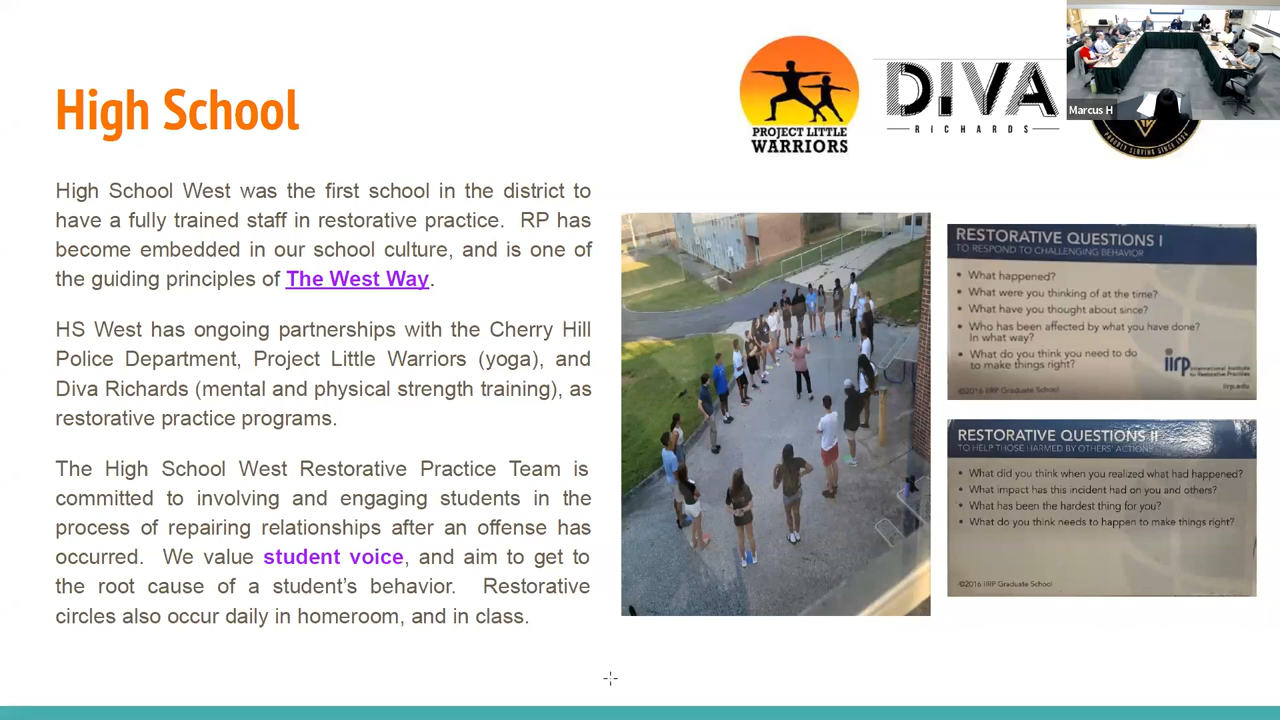 High School
PROJECT LITTLE
WARRIORS
DIVA
RICHARDS
Marcus H
PROUDLY SERVING SINCE 1974
High School West was the first school in the district to
have a fully trained staff in restorative practice. RP has
become embedded in our school culture, and is one of
the guiding principles of The West Way.
HS West has ongoing partnerships with the Cherry Hill
Police Department, Project Little Warriors (yoga), and
Diva Richards (mental and physical strength training), as
restorative practice programs.
The High School West Restorative Practice Team is
committed to involving and engaging students in the
process of repairing relationships after an offense has
occurred. We value student voice, and aim to get to
the root cause of a student's behavior. Restorative
circles also occur daily in homeroom, and in class.
RESTORATIVE QUESTIONS I
TO RESPOND TO CHALLENGING BEHAVIOR
• What happened?
• What were you thinking of at the time?
• What have you thought about since?
• Who has been affected by what you have done?
In what way?
• What do you think you need to do
to make things right?
iirp International Institute
for Restorative Practices
©2016 IIRP Graduate School
iirp.edu
RESTORATIVE QUESTIONS II
TO HELP THOSE HARMED BY OTHERS' ACTIONS
• What did you think when you realized what had happened?
• What impact has this incident had on you and others?
• What has been the hardest thing for you?
• What do you think needs to happen to make things right?
©2016 IIRP Graduate School